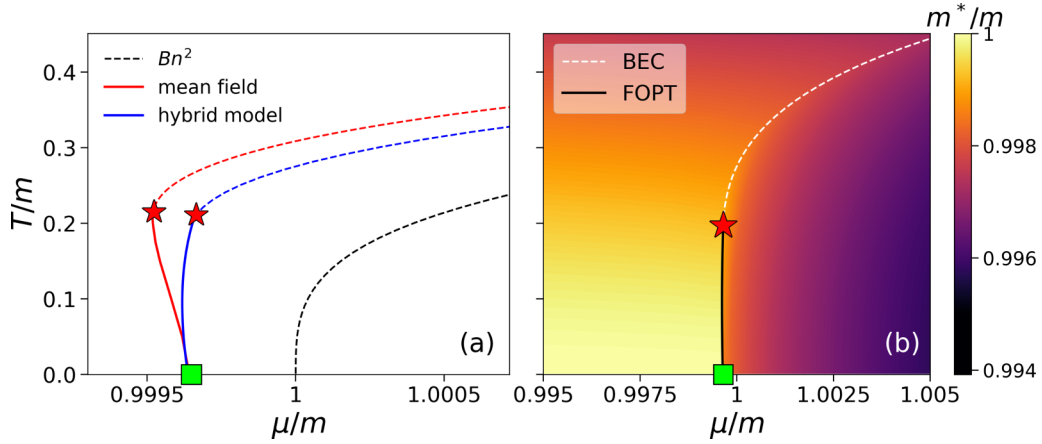 T/m
0.4
0.3
0.2
0.1
0.0
Bn²
mean field
hybrid model
(a)
0.9995
1
1.0005
μ/m
BEC
FOPT
(b)
0.995
0.9975
1
1.0025
1.005
μ/m
m*/m
1
0.998
0.996
0.994